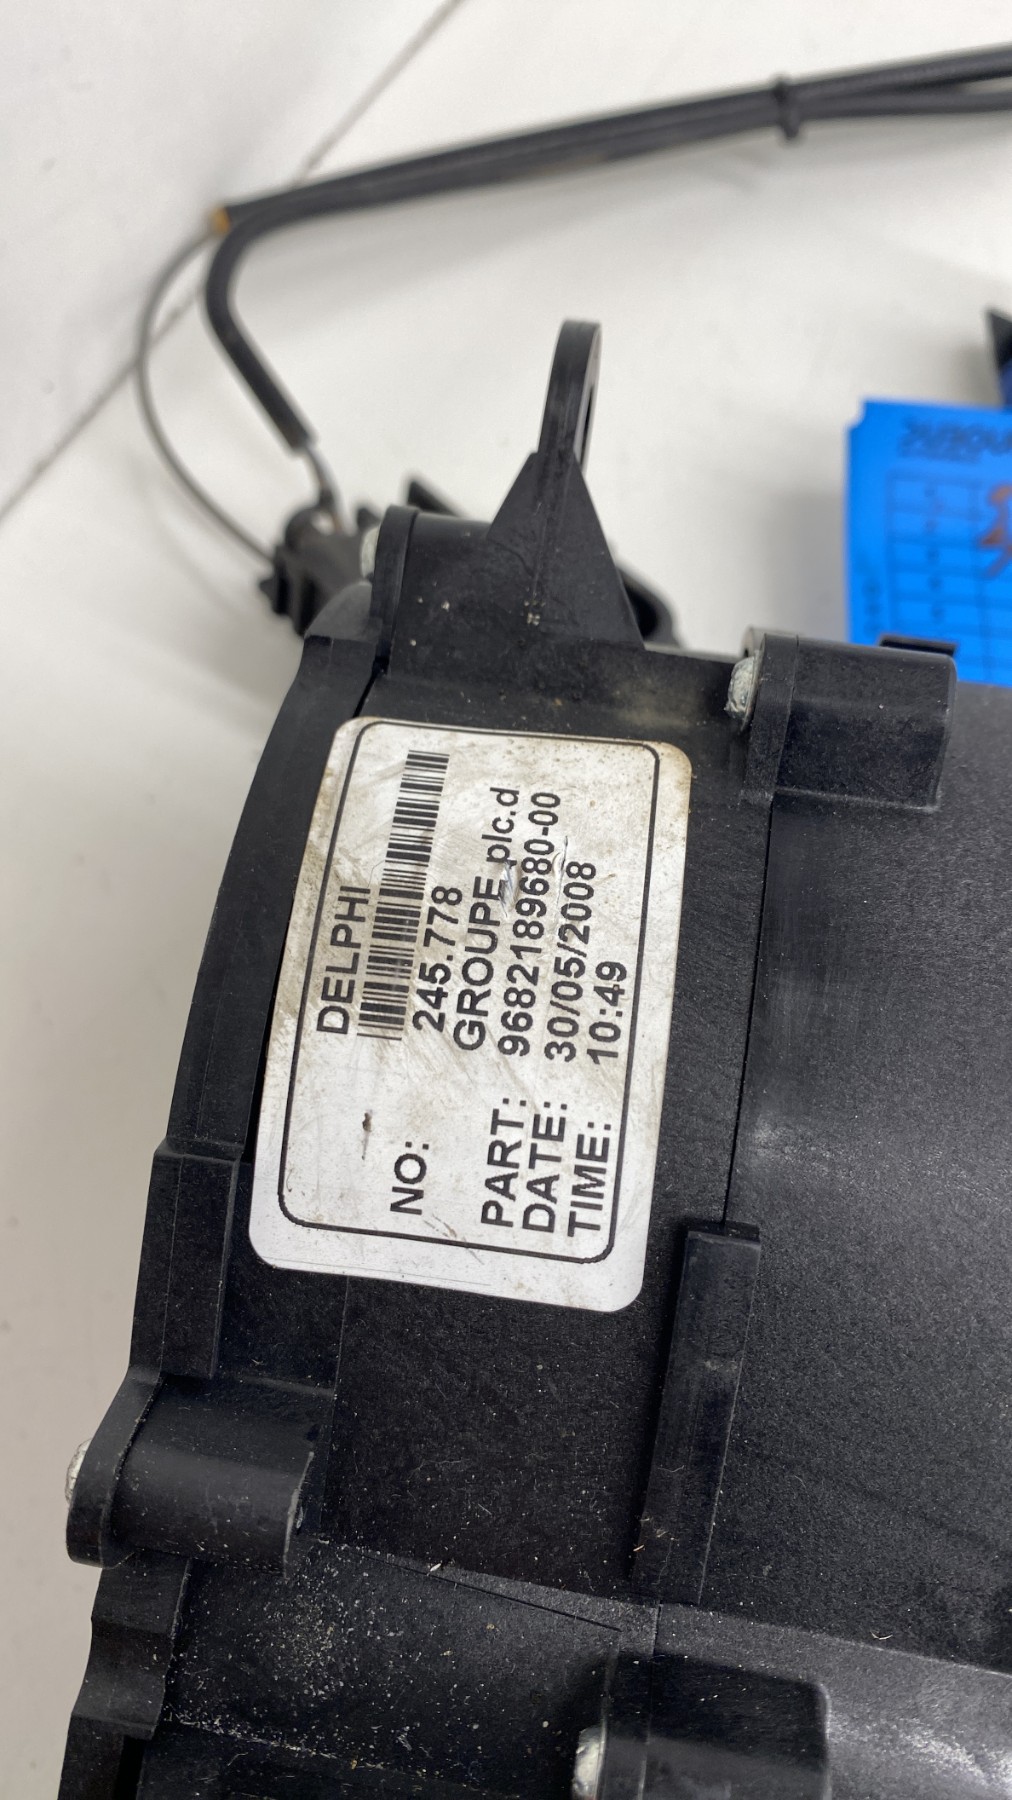 DELPHI
NO: 245.778
GROUPE plc.d
PART: 9682189680-00
DATE: 30/05/2008
TIME: 10:49